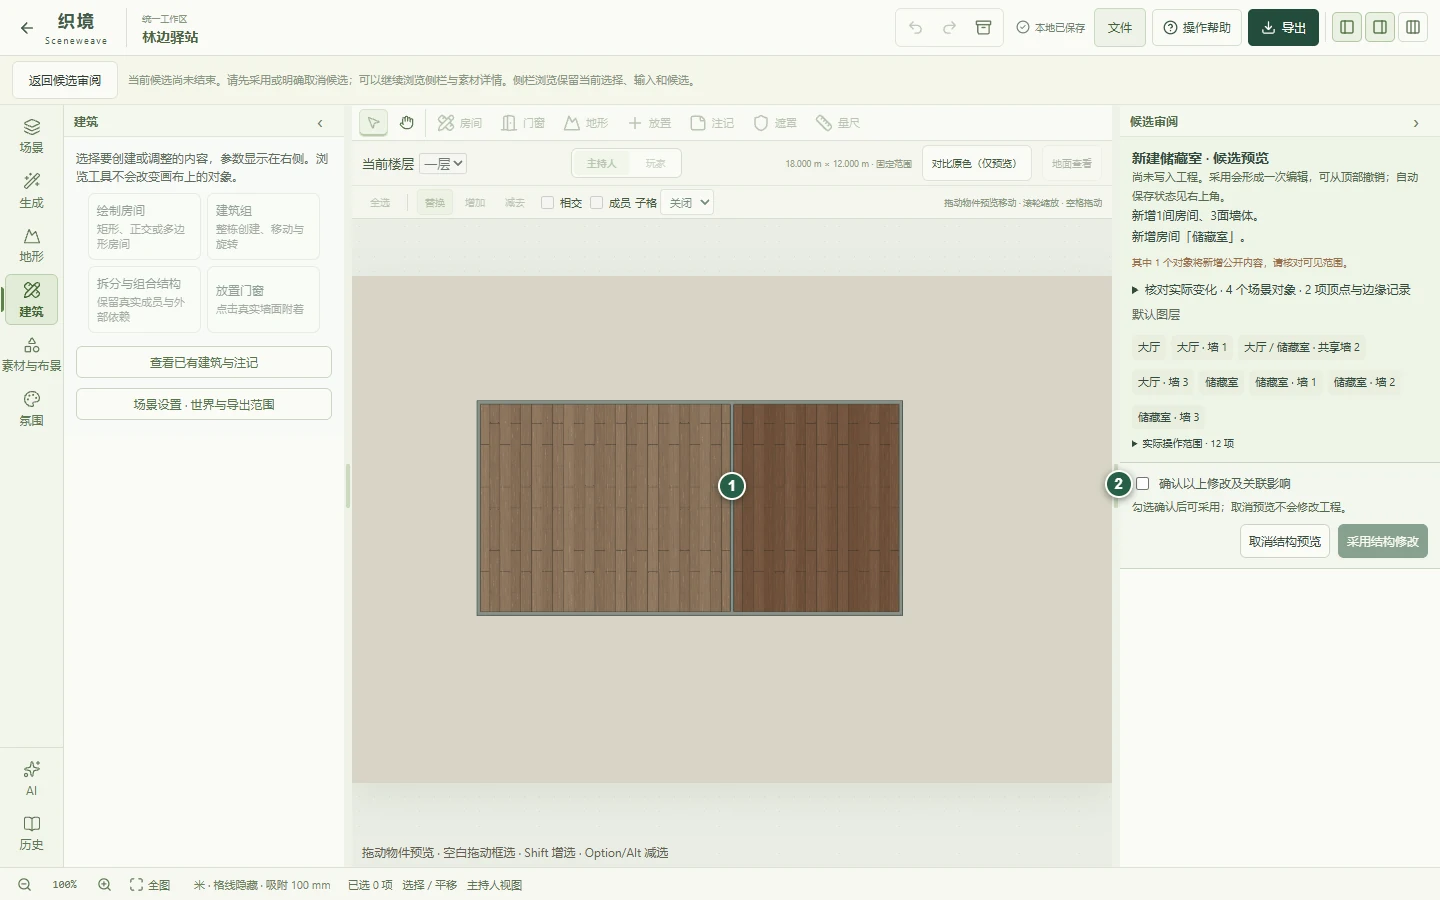 织境
Sceneweave
统一工作区
林边驿站
本地已保存
文件
操作帮助
导出
返回候选审阅
当前候选尚未结束。请先采用或明确取消候选；可以继续浏览侧栏与素材详情。侧栏浏览保留当前选择、输入和候选。
场景
生成
地形
建筑
素材与布景
氛围
AI
历史
建筑
选择要创建或调整的内容，参数显示在右侧。浏
览工具不会改变画布上的对象。
绘制房间
矩形、正交或多边
形房间
建筑组
整栋创建、移动与
旋转
拆分与组合结构
保留真实成员与外
部依赖
放置门窗
点击真实墙面附着
查看已有建筑与注记
场景设置 · 世界与导出范围
房间
门窗
地形
放置
注记
遮罩
量尺
当前楼层
一层
主持人
玩家
18.000 m × 12.000 m · 固定范围
对比原色（仅预览）
地面查看
全选
替换
增加
减去
相交
成员
子格
关闭
拖动物件预览移动 · 滚轮缩放 · 空格拖动
1
拖动物件预览 · 空白拖动框选 · Shift 增选 · Option/Alt 减选
候选审阅
新建储藏室 · 候选预览
尚未写入工程。采用会形成一次编辑，可从顶部撤销；自动
保存状态见右上角。
新增1间房间、3面墙体。
新增房间「储藏室」。
其中 1 个对象将新增公开内容，请核对可见范围。
核对实际变化 · 4 个场景对象 · 2 项顶点与边缘记录
默认图层
大厅
大厅 · 墙 1
大厅 / 储藏室 · 共享墙 2
大厅 · 墙 3
储藏室
储藏室 · 墙 1
储藏室 · 墙 2
储藏室 · 墙 3
实际操作范围 · 12 项
2
确认以上修改及关联影响
勾选确认后可采用；取消预览不会修改工程。
取消结构预览
采用结构修改
100%
全图
米 · 格线隐藏 · 吸附 100 mm
已选 0 项
选择 / 平移
主持人视图